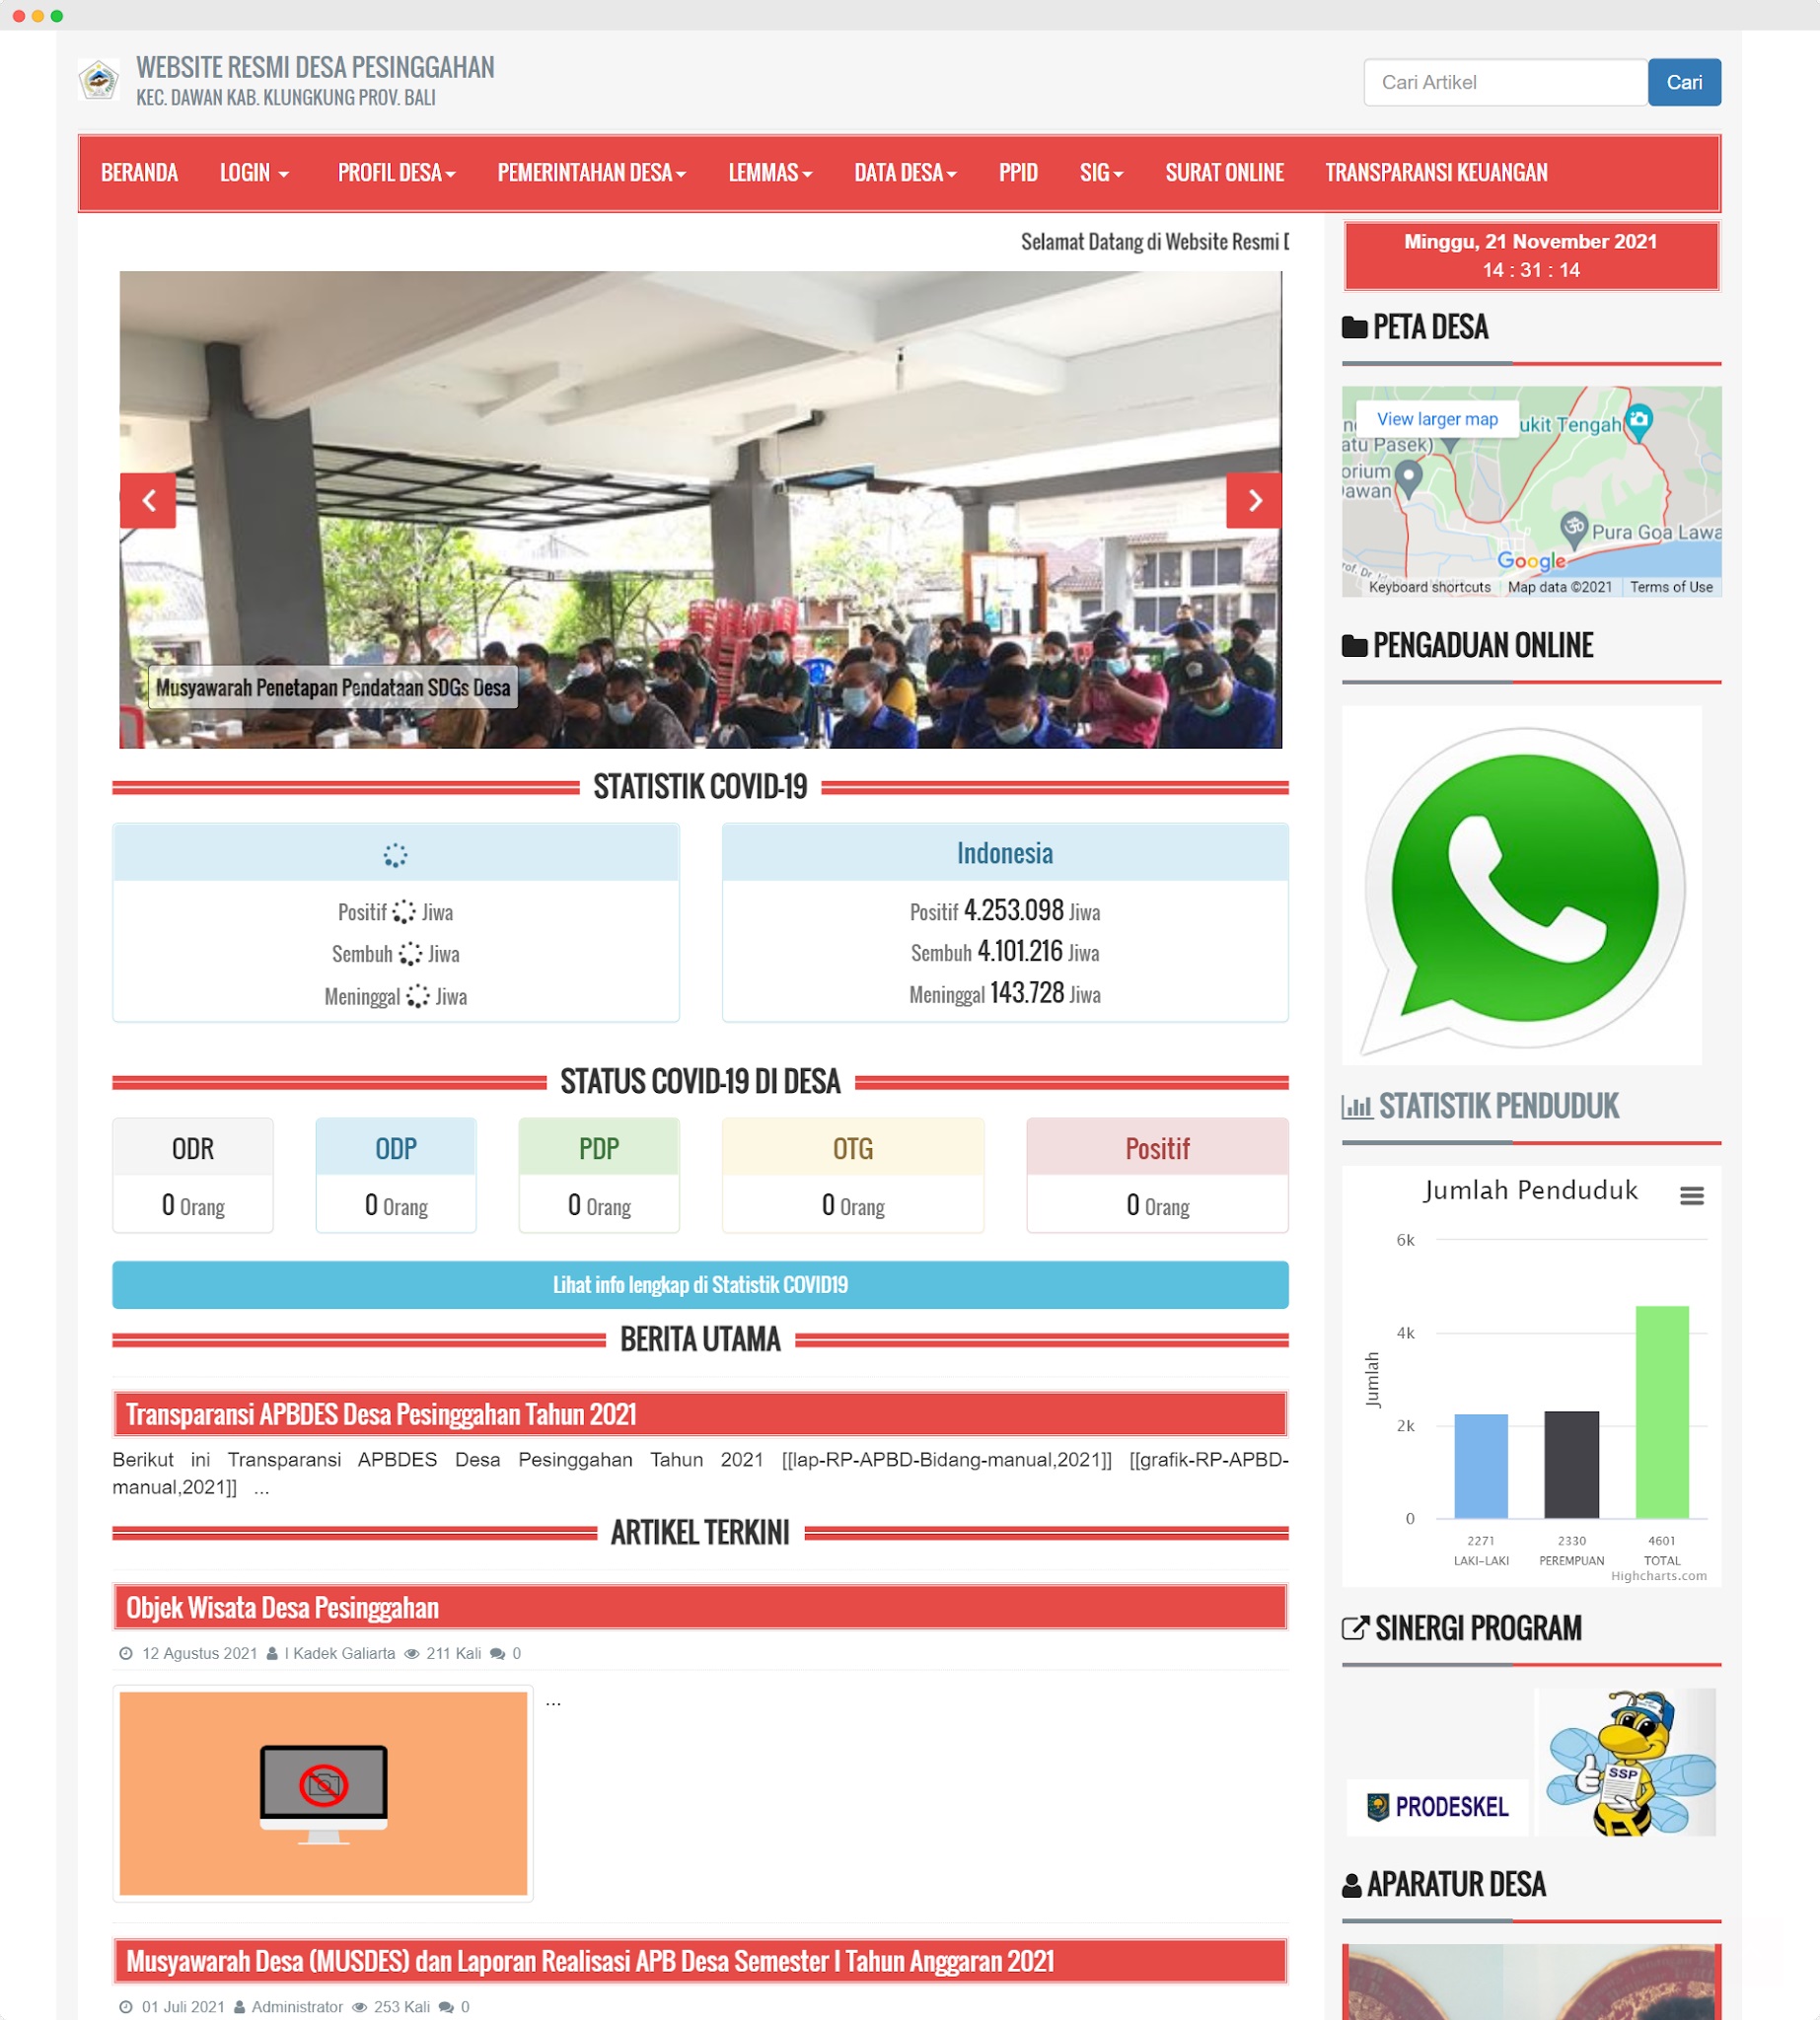 WEBSITE RESMI DESA PESINGGAHAN
KEC. DAWAN KAB. KLUNGKUNG PROV. BALI
Cari Artikel
Cari
BERANDA LOGIN PROFIL DESA PEMERINTAHAN DESA LEMMAS DATA DESA PPID SIG SURAT ONLINE TRANSPARANSI KEUANGAN
Selamat Datang di Website Resmi
Musyawarah Penetapan Pendataan SDGs Desa
STATISTIK COVID-19
Positif Jiwa
Sembuh Jiwa
Meninggal Jiwa
Indonesia
Positif 4.253.098 Jiwa
Sembuh 4.101.216 Jiwa
Meninggal 143.728 Jiwa
STATUS COVID-19 DI DESA
ODR
0 Orang
ODP
0 Orang
PDP
0 Orang
OTG
0 Orang
Positif
0 Orang
Lihat info lengkap di Statistik COVID19
BERITA UTAMA
Transparansi APBDES Desa Pesinggahan Tahun 2021
Berikut ini Transparansi APBDES Desa Pesinggahan Tahun 2021 [[lap-RP-APBD-Bidang-manual,2021]] [[grafik-RP-APBD-
manual,2021]] ...
ARTIKEL TERKINI
Objek Wisata Desa Pesinggahan
12 Agustus 2021 I Kadek Galiarta 211 Kali 0
...
Musyawarah Desa (MUSDES) dan Laporan Realisasi APB Desa Semester I Tahun Anggaran 2021
01 Juli 2021 Administrator 253 Kali 0
Minggu, 21 November 2021
14 : 31 : 14
PETA DESA
View larger map
ukit Tengah
atu Pasek)
orium
Dawan
Pura Goa Lawa
Google
Keyboard shortcuts Map data ©2021 Terms of Use
PENGADUAN ONLINE
STATISTIK PENDUDUK
Jumlah Penduduk
6k
4k
2k
0
Jumlah
2271 2330 4601
LAKI-LAKI PEREMPUAN TOTAL
Highcharts.com
SINERGI PROGRAM
PRODESKEL
SSP
APARATUR DESA